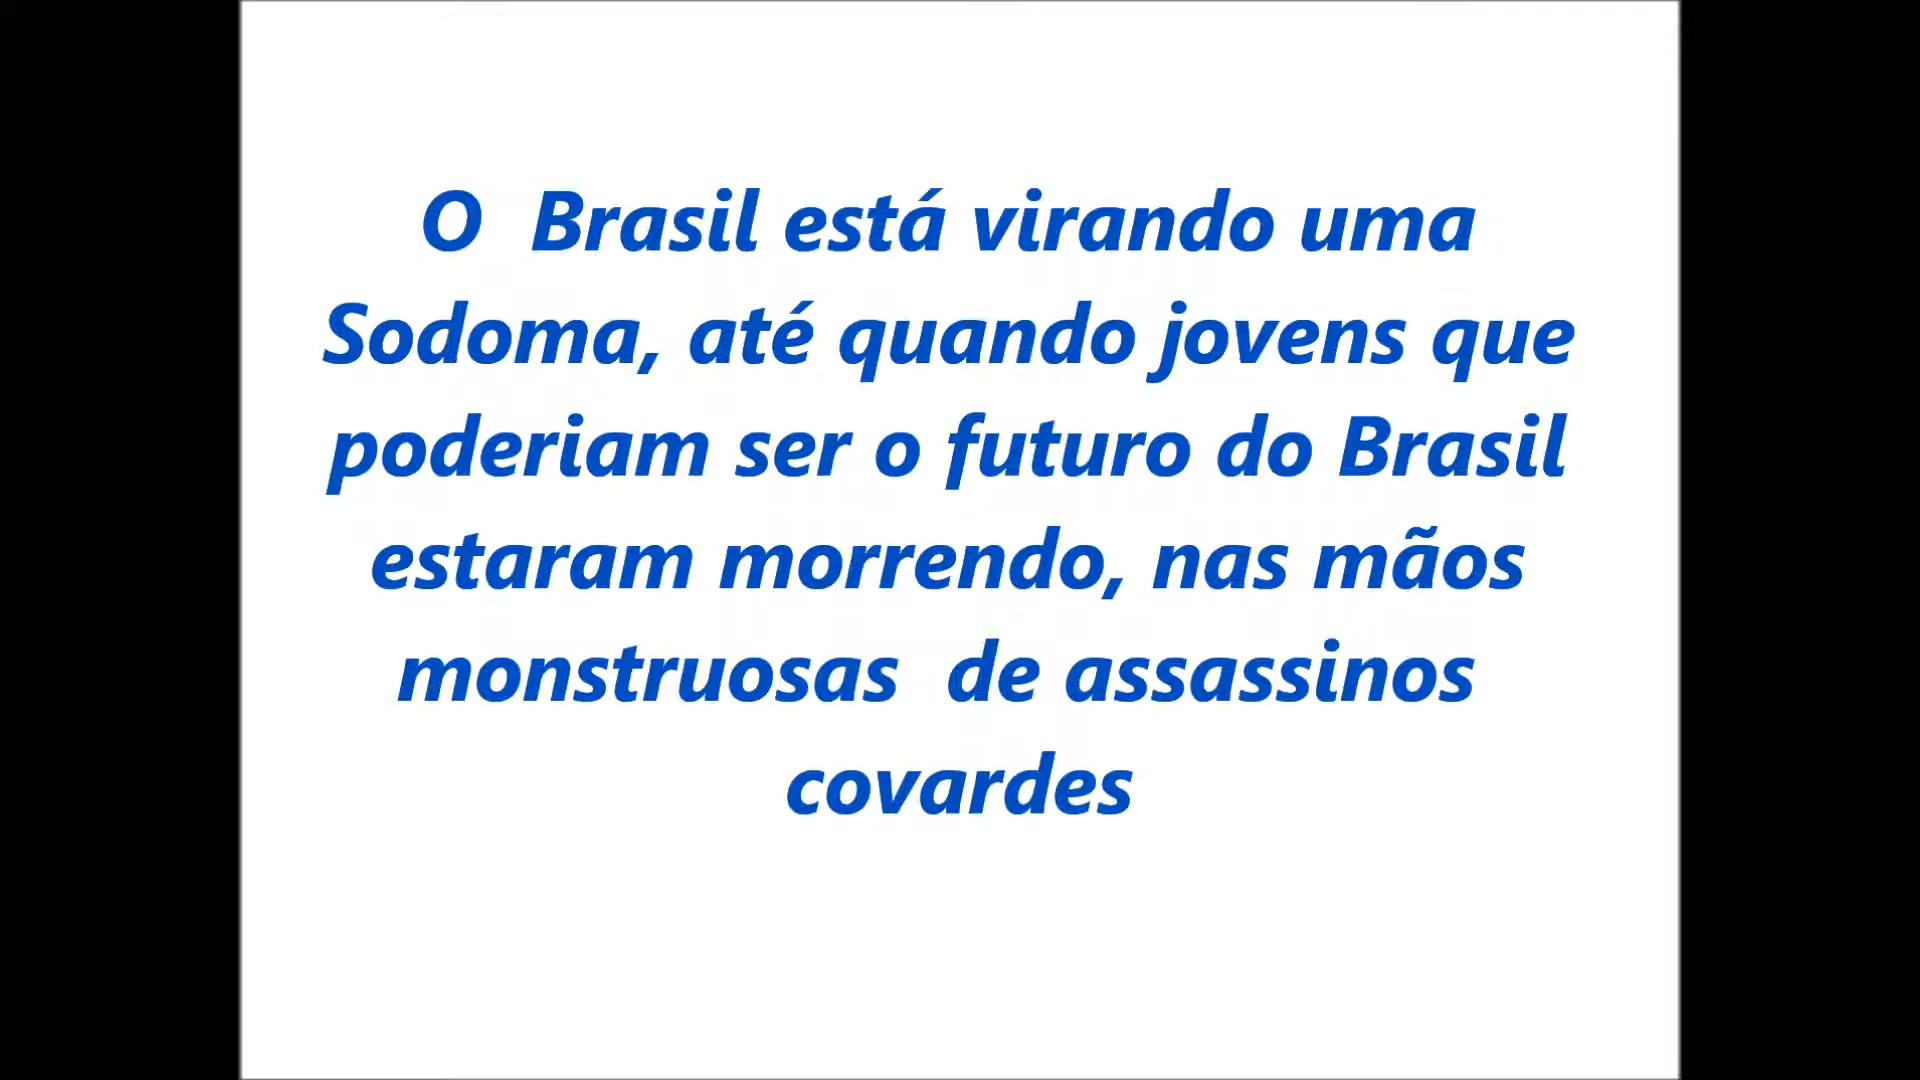 O  Brasil está virando uma
Sodoma, até quando jovens que
poderiam ser o futuro do Brasil
estaram morrendo, nas mãos
monstruosas  de assassinos
covardes